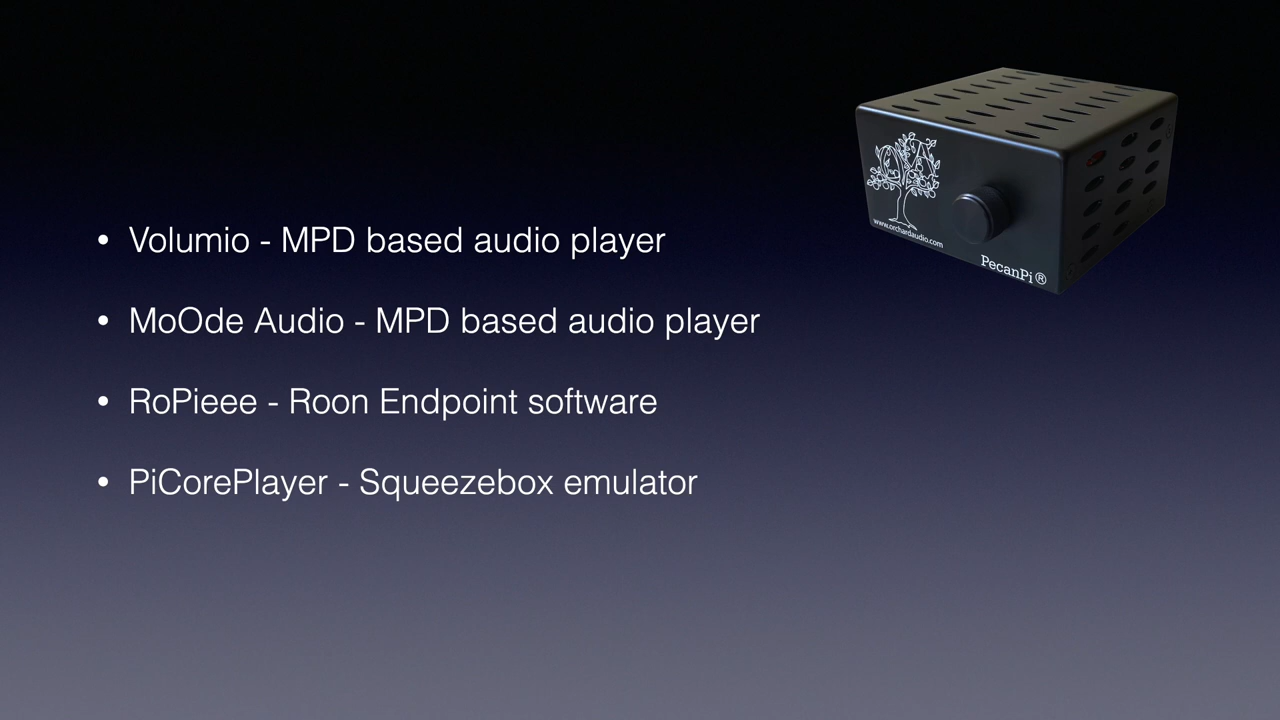 • Volumio - MPD based audio player
• MoOde Audio - MPD based audio player
• RoPieee - Roon Endpoint software
• PiCorePlayer - Squeezebox emulator
www.orchardaudio.com
PecanPi®